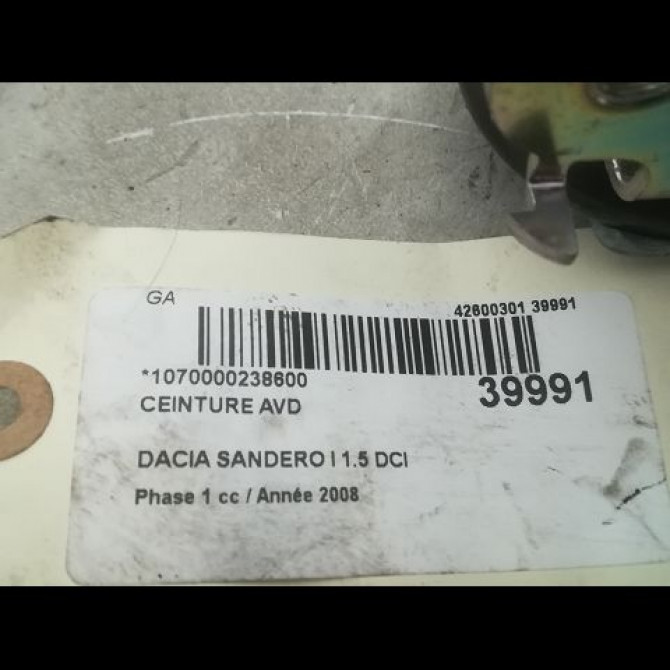 GA
42600301 39991
*1070000238600
39991
CEINTURE AVD
DACIA SANDERO I 1.5 DCI
Phase 1 cc / Année 2008